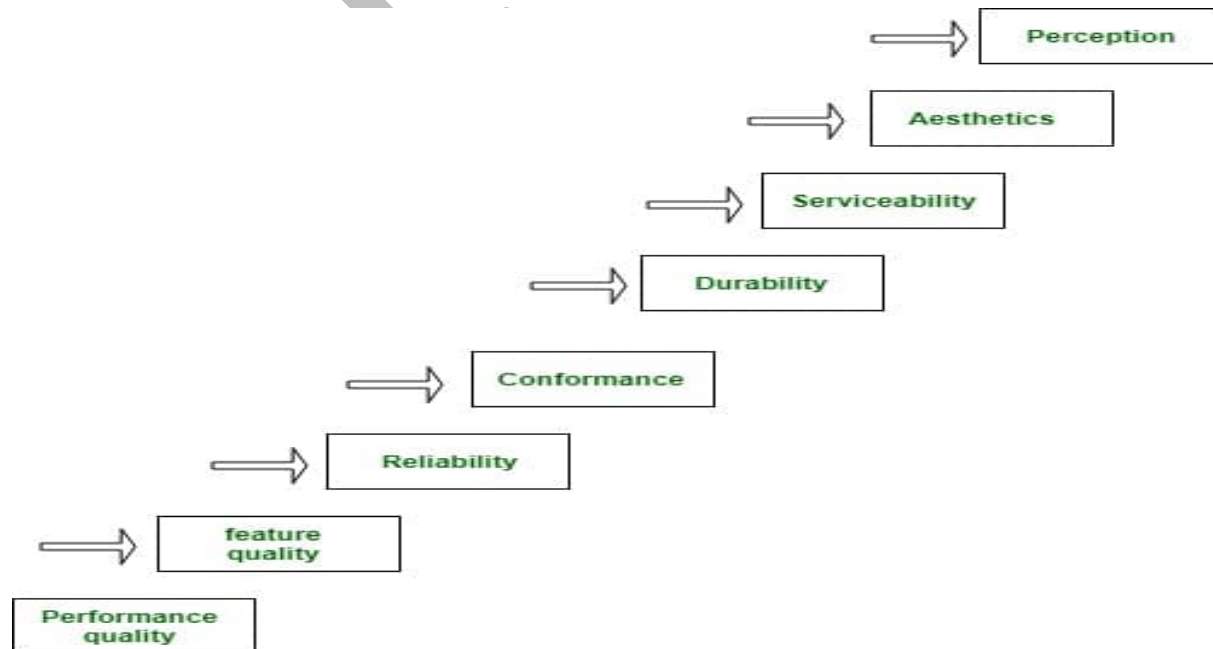 Perception
Aesthetics
Serviceability
Durability
Conformance
Reliability
feature
quality
Performance
quality